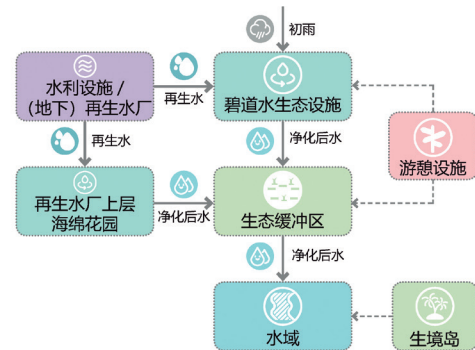 初雨
水利设施 /
（地下）再生水厂
再生水
碧道水生态设施
再生水
净化后水
游憩设施
再生水厂上层
海绵花园
净化后水
生态缓冲区
净化后水
水域
生境岛